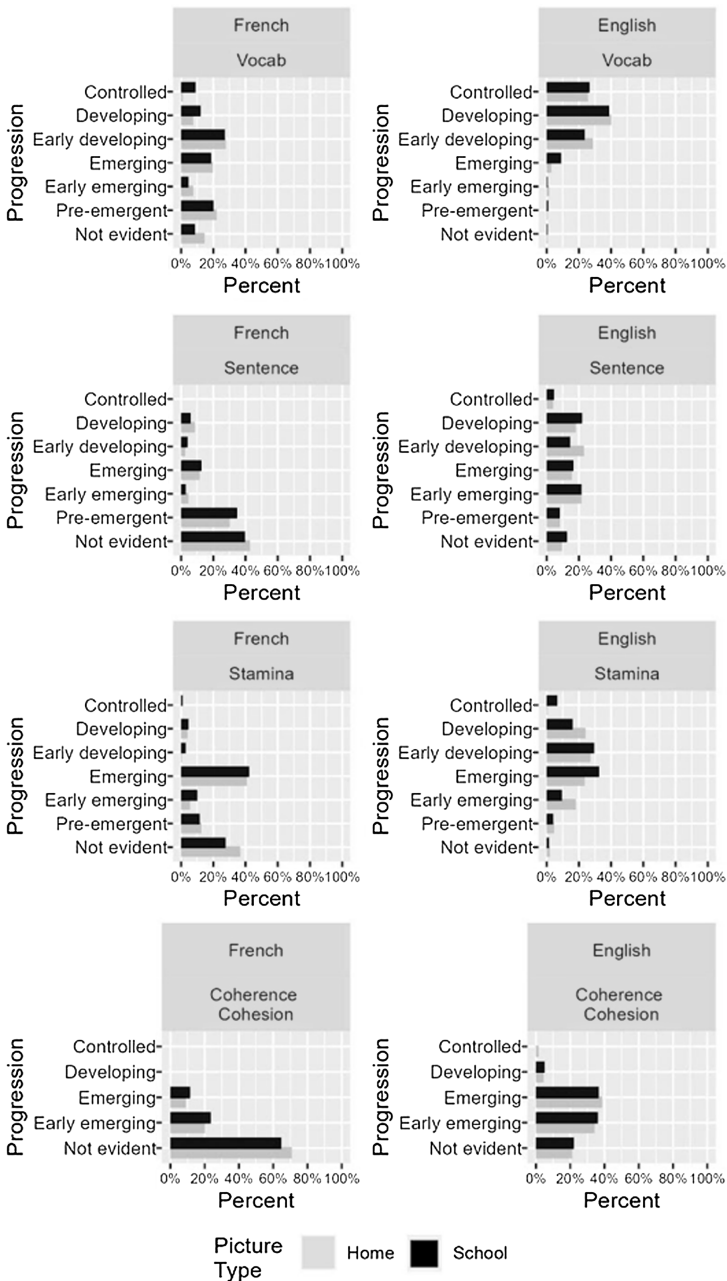 French
Vocab
Progression
Controlled
Developing
Early developing
Emerging
Early emerging
Pre-emergent
Not evident
0% 20% 40% 60% 80% 100%
Percent
English
Vocab
Progression
Controlled
Developing
Early developing
Emerging
Early emerging
Pre-emergent
Not evident
0% 20% 40% 60% 80% 100%
Percent
French
Sentence
Progression
Controlled
Developing
Early developing
Emerging
Early emerging
Pre-emergent
Not evident
0% 20% 40% 60% 80% 100%
Percent
English
Sentence
Progression
Controlled
Developing
Early developing
Emerging
Early emerging
Pre-emergent
Not evident
0% 20% 40% 60% 80% 100%
Percent
French
Stamina
Progression
Controlled
Developing
Early developing
Emerging
Early emerging
Pre-emergent
Not evident
0% 20% 40% 60% 80% 100%
Percent
English
Stamina
Progression
Controlled
Developing
Early developing
Emerging
Early emerging
Pre-emergent
Not evident
0% 20% 40% 60% 80% 100%
Percent
French
Coherence
Cohesion
Progression
Controlled
Developing
Emerging
Early emerging
Not evident
0% 20% 40% 60% 80% 100%
Percent
English
Coherence
Cohesion
Progression
Controlled
Developing
Emerging
Early emerging
Not evident
0% 20% 40% 60% 80% 100%
Percent
Picture
Type
Home
School